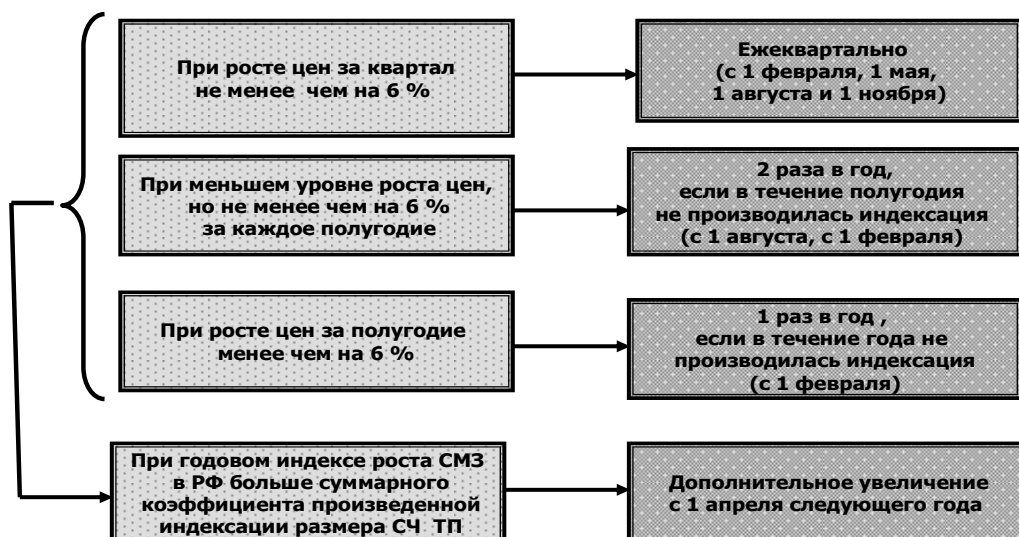 При росте цен за квартал
не менее чем на 6 %
Ежеквартально
(с 1 февраля, 1 мая,
1 августа и 1 ноября)
При меньшем уровне роста цен,
но не менее чем на 6 %
за каждое полугодие
2 раза в год,
если в течение полугодия
не производилась индексация
(с 1 августа, с 1 февраля)
При росте цен за полугодие
менее чем на 6 %
1 раз в год ,
если в течение года не
производилась индексация
(с 1 февраля)
При годовом индексе роста СМЗ
в РФ больше суммарного
коэффициента произведенной
индексации размера СЧ ТП
Дополнительное увеличение
с 1 апреля следующего года